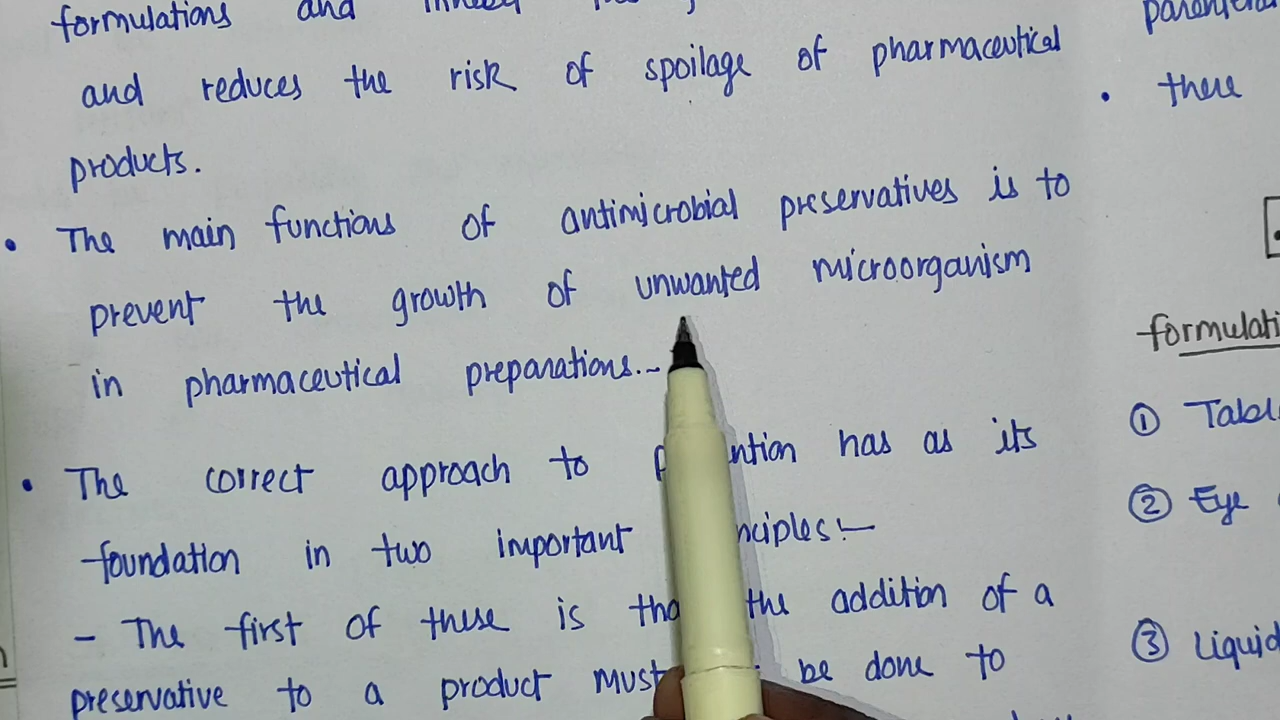 formulations and
and reduces the risk of spoilage of pharmaceutical
products.
• The main functions of antimicrobial preservatives is to
prevent the growth of unwanted microorganism
in pharmaceutical preparations.~
• The correct approach to has as its
foundation in two important
- The first of these is the addition of a
preservative to a product must be done to
• there
formulati
① Tabl
② Eye
③ Liquid